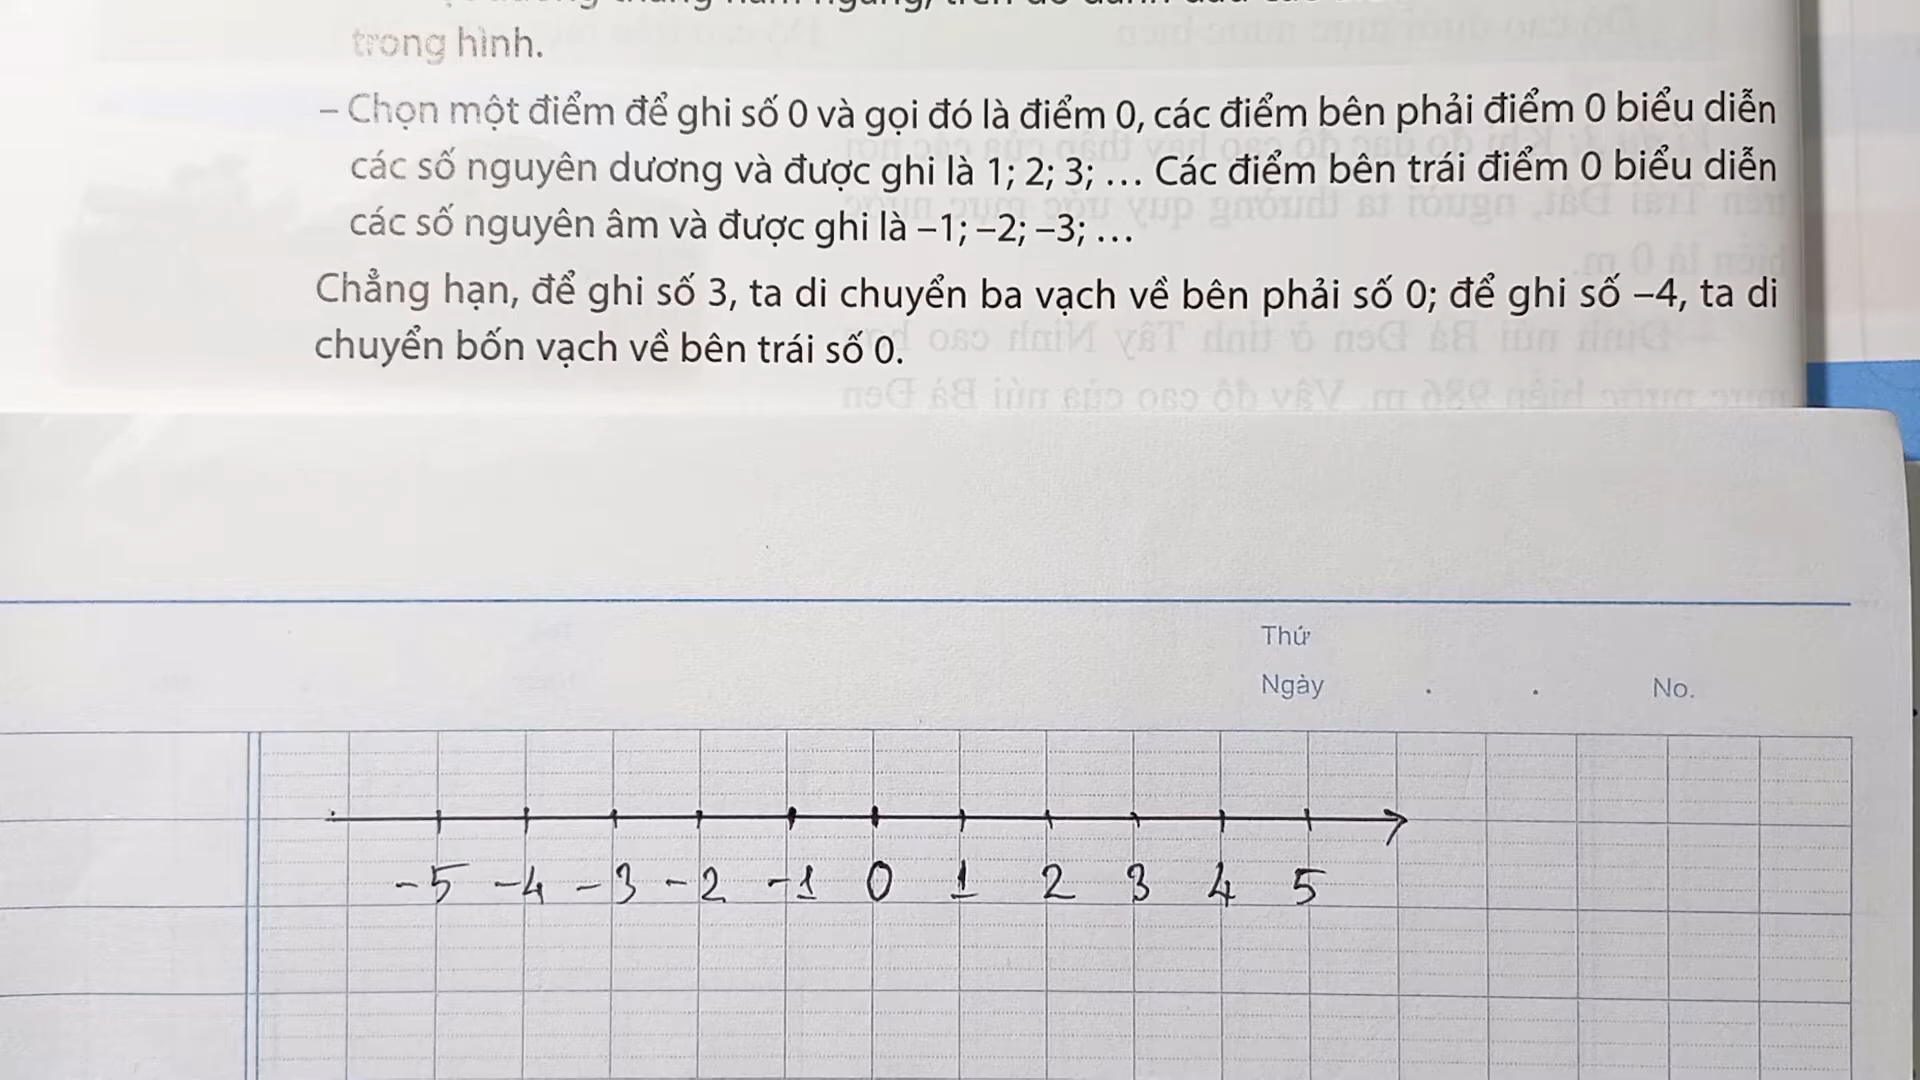 trong hình.
– Chọn một điểm để ghi số 0 và gọi đó là điểm 0, các điểm bên phải điểm 0 biểu diễn
các số nguyên dương và được ghi là 1; 2; 3; … Các điểm bên trái điểm 0 biểu diễn
các số nguyên âm và được ghi là –1; –2; –3; …
Chẳng hạn, để ghi số 3, ta di chuyển ba vạch về bên phải số 0; để ghi số –4, ta di
chuyển bốn vạch về bên trái số 0.
Thứ
Ngày . . No.
-5 -4 -3 -2 -1 0 1 2 3 4 5